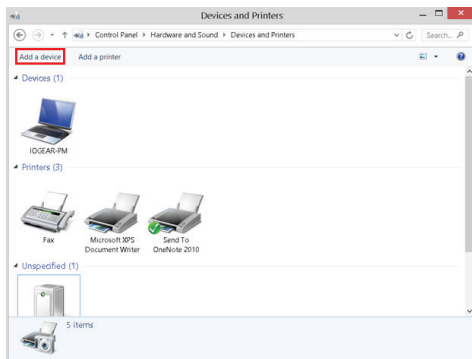 Devices and Printers
Control Panel Hardware and Sound Devices and Printers
Search...
Add a device Add a printer
Devices (1)
IOGEAR-PM
Printers (3)
Fax
Microsoft XPS
Document Writer
Send To
OneNote 2010
Unspecified (1)
5 items